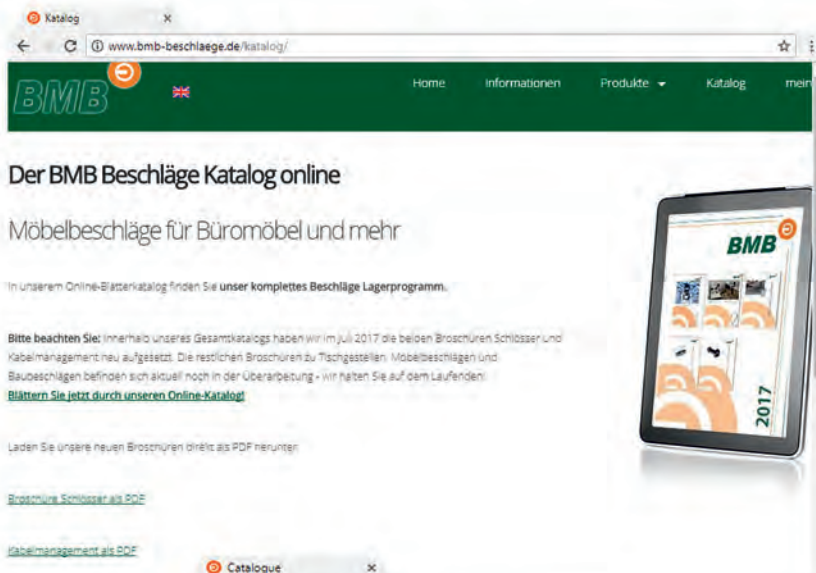 Katalog ×
www.bmb-beschlaege.de/katalog/
BMB
Home Informationen Produkte Katalog mein
Der BMB Beschläge Katalog online
Möbelbeschläge für Büromöbel und mehr
In unserem Online-Blätterkatalog finden Sie unser komplettes Beschläge Lagerprogramm.
Bitte beachten Sie: Innerhalb unseres Gesamtkatalogs haben wir im Juli 2017 die beiden Broschüren Schlösser und
Kabelmanagement neu aufgesetzt. Die restlichen Broschüren zu Tischgestellen, Möbelbeschlägen und
Baubeschlägen befinden sich aktuell noch in der Überarbeitung - wir halten Sie auf dem Laufenden!
Blättern Sie jetzt durch unseren Online-Katalog!
Laden Sie unsere neuen Broschüren direkt als PDF herunter:
Broschüre Schlösser als PDF
Kabelmanagement als PDF
BMB
2017
Catalogue ×